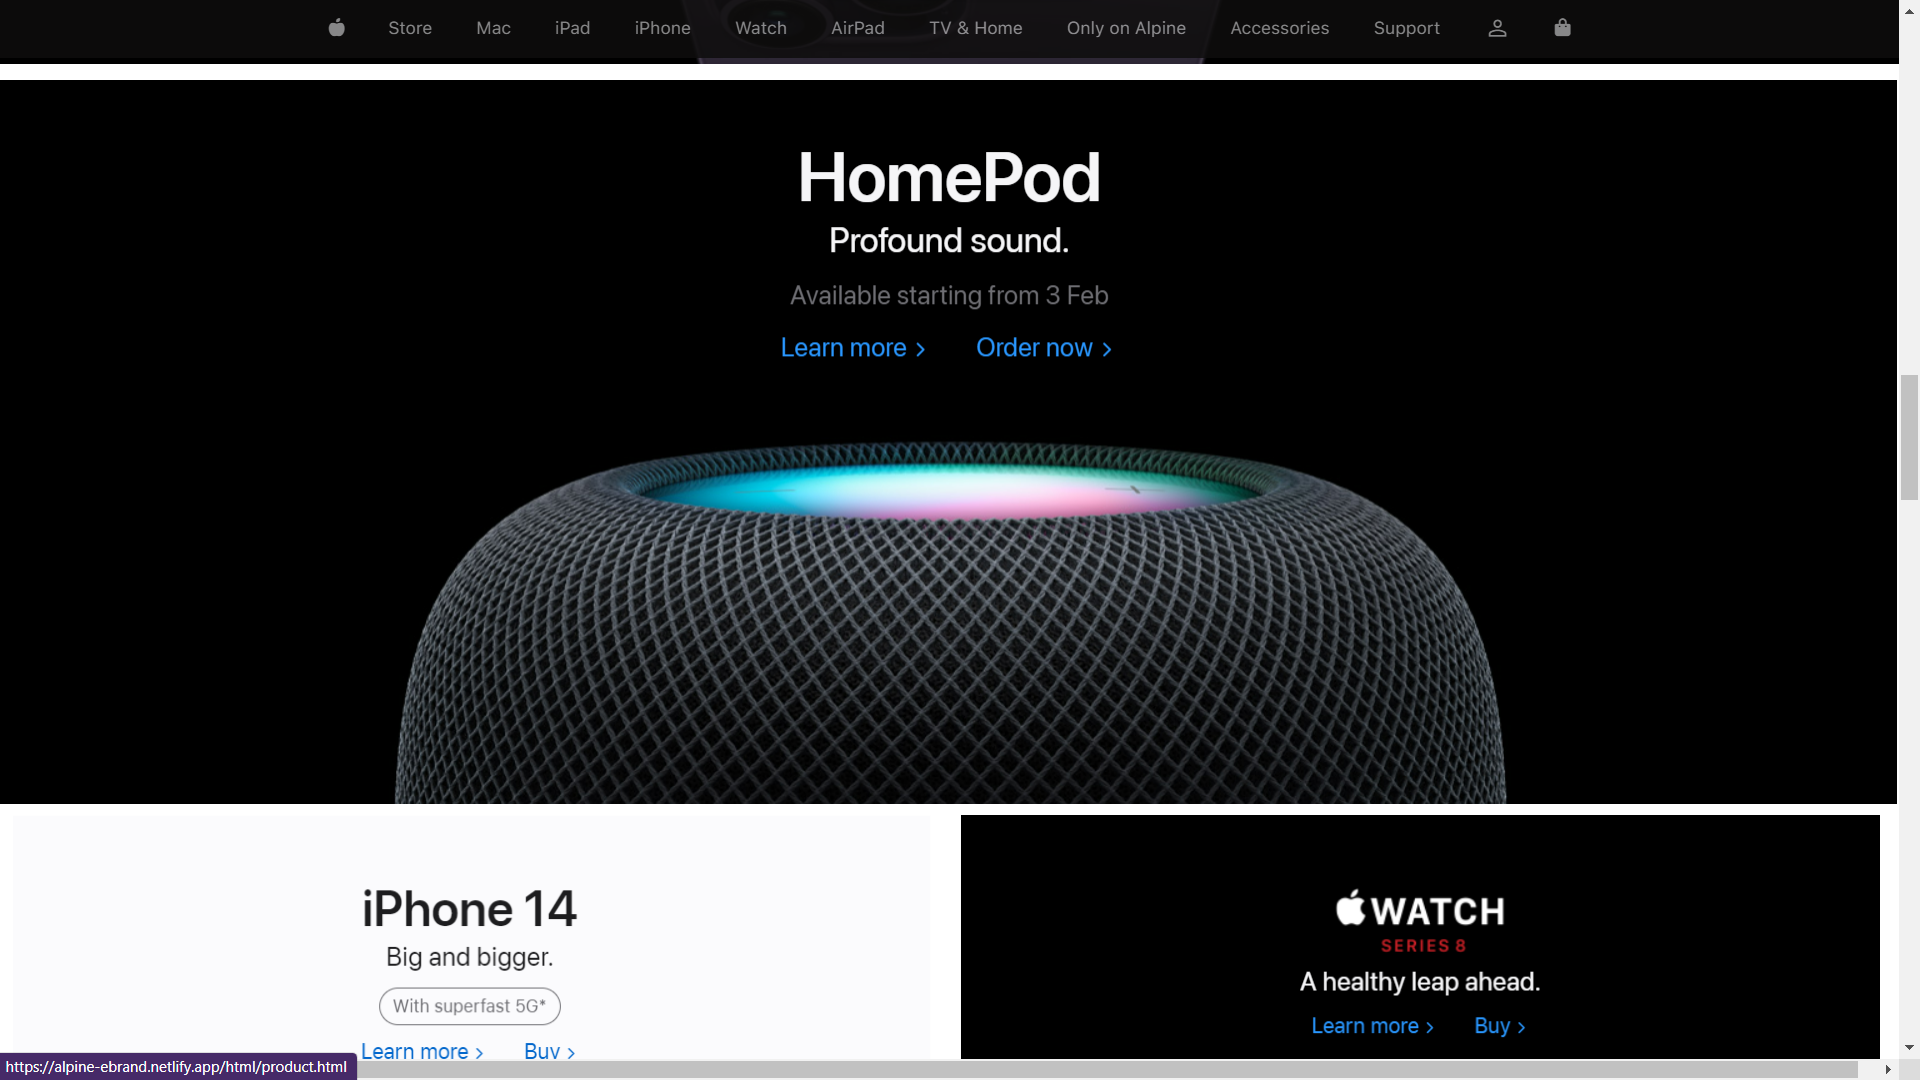 Store Mac iPad iPhone Watch AirPad TV & Home Only on Alpine Accessories Support
HomePod
Profound sound.
Available starting from 3 Feb
Learn more > Order now >
iPhone 14
Big and bigger.
With superfast 5G*
Learn more > Buy >
WATCH
SERIES 8
A healthy leap ahead.
Learn more > Buy >
https://alpine-ebrand.netlify.app/html/product.html